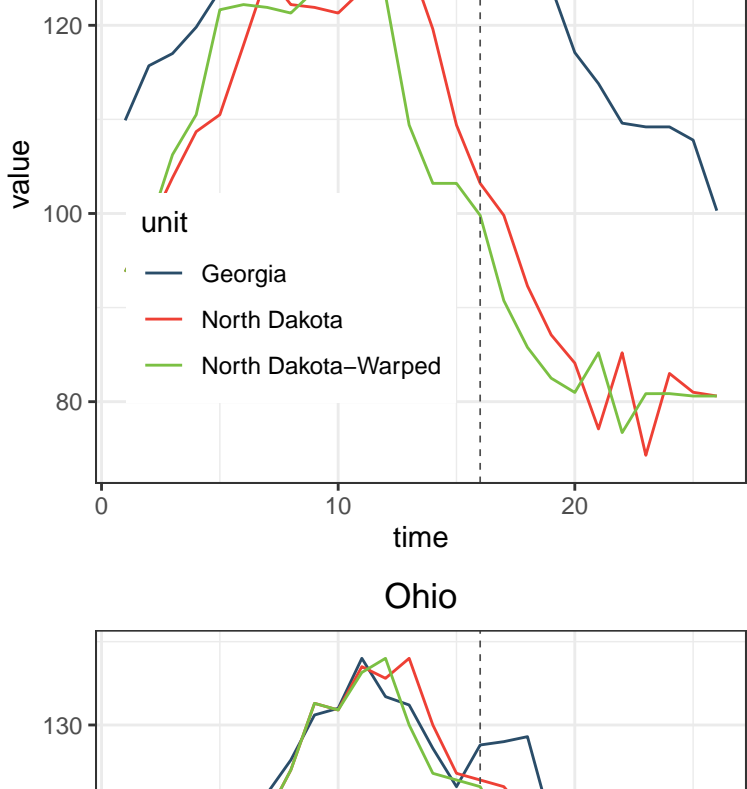 120
value
100
80
unit
Georgia
North Dakota
North Dakota−Warped
0
10
20
time
Ohio
130